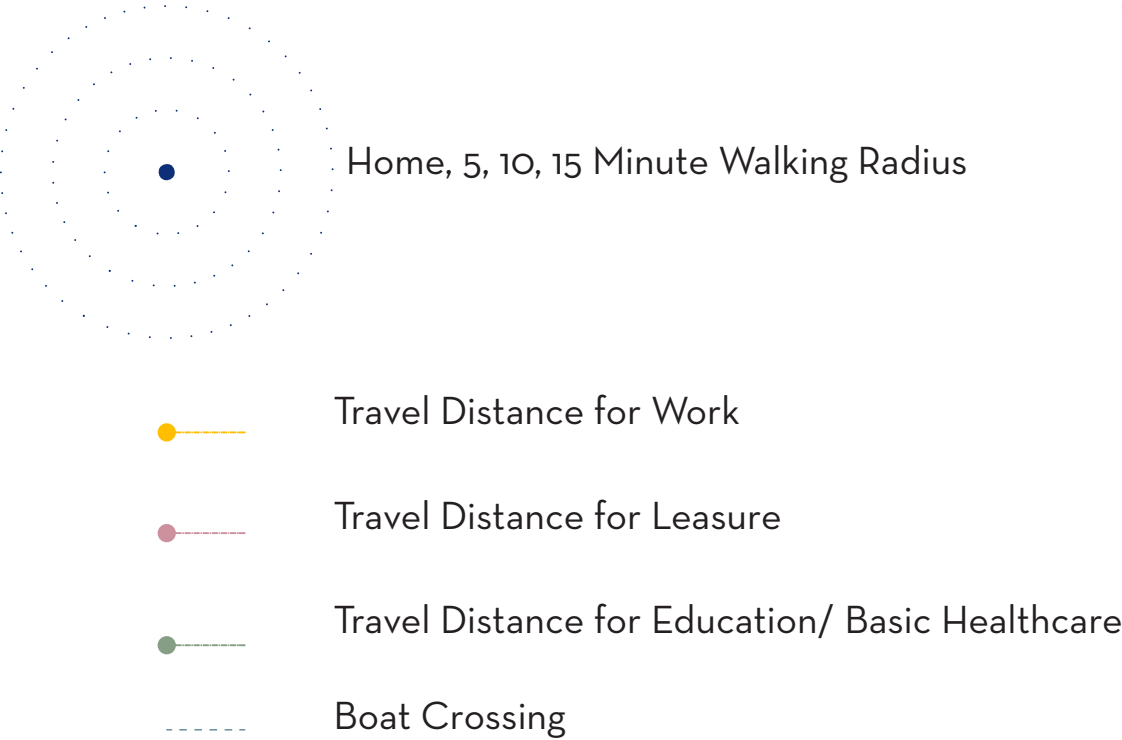 Home, 5, 10, 15 Minute Walking Radius
Travel Distance for Work
Travel Distance for Leasure
Travel Distance for Education/ Basic Healthcare
Boat Crossing